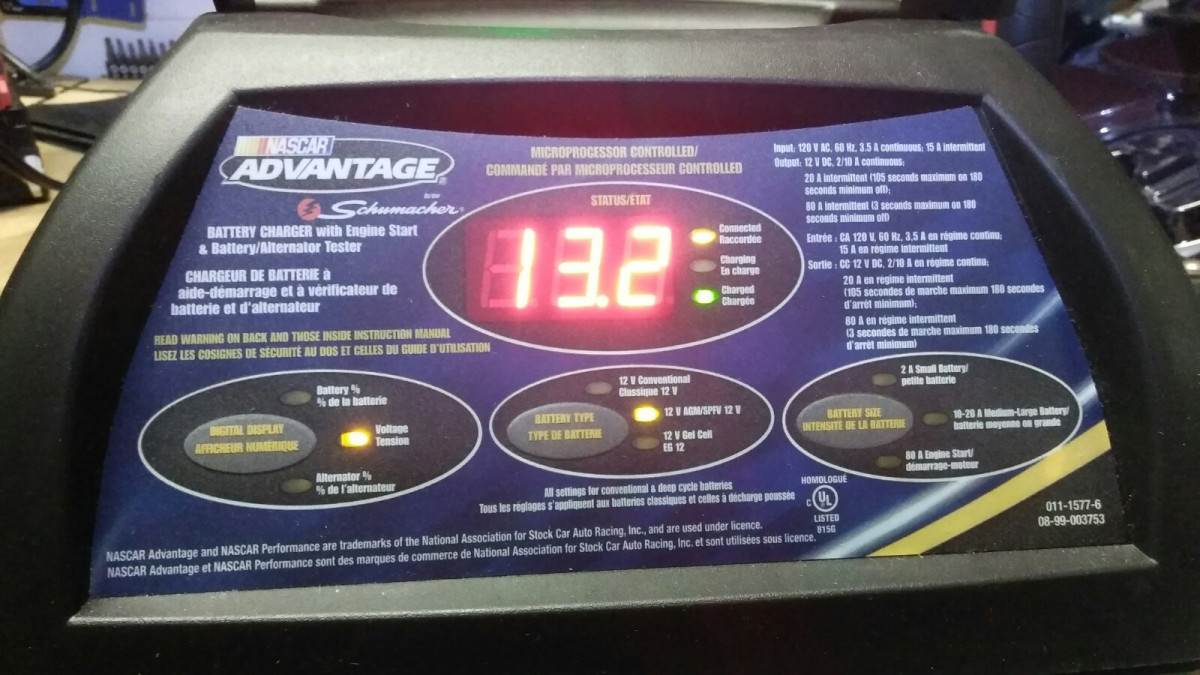 NASCAR
ADVANTAGE
Schumacher
BATTERY CHARGER with Engine Start
& Battery/Alternator Tester
CHARGEUR DE BATTERIE à
aide-démarrage et à vérificateur de
batterie et d'alternateur
READ WARNING ON BACK AND THOSE INSIDE INSTRUCTION MANUAL
LISEZ LES COSIGNES DE SÉCURITÉ AU DOS ET CELLES DU GUIDE D'UTILISATION
MICROPROCESSOR CONTROLLED/
COMMANDÉ PAR MICROPROCESSEUR CONTROLLED
STATUS/ÉTAT
13.2
Connected
Raccordée
Charging
En charge
Charged
Chargée
Input: 120 V AC, 60 Hz, 3.5 A continuous; 15 A intermittent
Output: 12 V DC, 2/10 A continuous;
20 A intermittent (105 seconds maximum on 180
seconds minimum off);
80 A intermittent (3 seconds maximum on 180
seconds minimum off)
Entrée : CA 120 V, 60 Hz, 3,5 A en régime continu;
15 A en régime intermittent
Sortie : CC 12 V DC, 2/10 A en régime continu;
20 A en régime intermittent
(105 secondes de marche maximum 180 secondes
d'arrêt minimum);
80 A en régime intermittent
(3 secondes de marche maximum 180 secondes
d'arrêt minimum)
DIGITAL DISPLAY
AFFICHEUR NUMÉRIQUE
Battery %
% de la batterie
Voltage
Tension
Alternator %
% de l'alternateur
BATTERY TYPE
TYPE DE BATTERIE
12 V Conventional
Classique 12 V
12 V AGM/SPFV 12 V
12 V Gel Cell
EG 12
BATTERY SIZE
INTENSITÉ DE LA BATTERIE
2 A Small Battery/
petite batterie
10-20 A Medium-Large Battery/
batterie moyenne ou grande
80 A Engine Start/
démarrage-moteur
All settings for conventional & deep cycle batteries
Tous les réglages s'appliquent aux batteries classiques et celles à décharge poussée
HOMOLOGUÉ
C UL
LISTED
815G
011-1577-6
08-99-003753
NASCAR Advantage and NASCAR Performance are trademarks of the National Association for Stock Car Auto Racing, Inc., and are used under licence.
NASCAR Advantage et NASCAR Performance sont des marques de commerce de National Association for Stock Car Auto Racing, Inc. et sont utilisées sous licence.